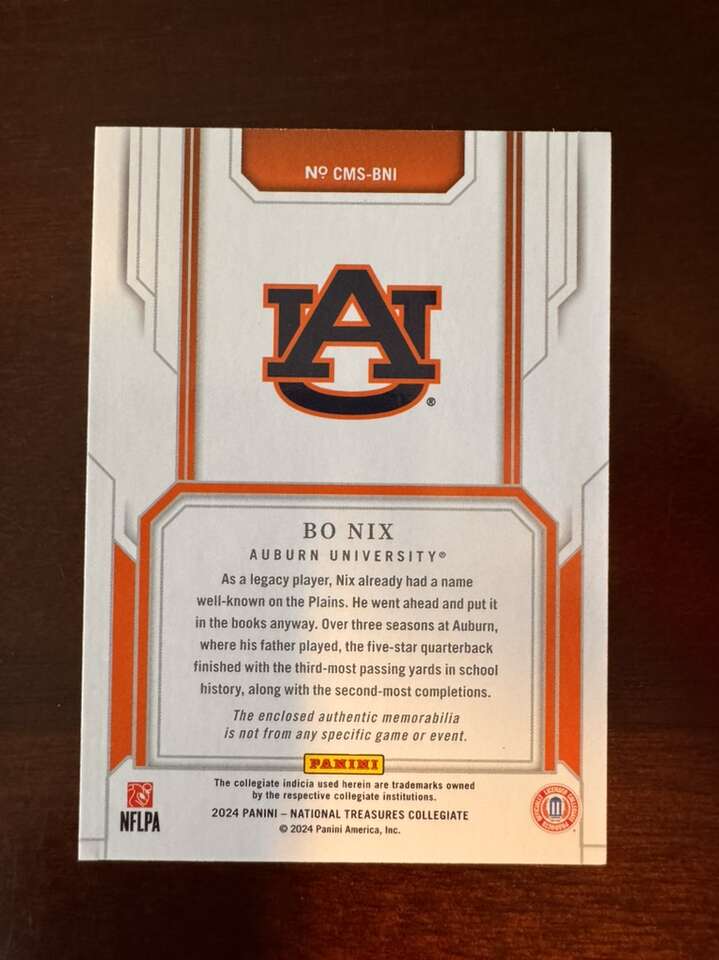 Nº CMS-BNI
AU
®
BO NIX
AUBURN UNIVERSITY®
As a legacy player, Nix already had a name
well-known on the Plains. He went ahead and put it
in the books anyway. Over three seasons at Auburn,
where his father played, the five-star quarterback
finished with the third-most passing yards in school
history, along with the second-most completions.
The enclosed authentic memorabilia
is not from any specific game or event.
PANINI
The collegiate indicia used herein are trademarks owned
by the respective collegiate institutions.
2024 PANINI – NATIONAL TREASURES COLLEGIATE
© 2024 Panini America, Inc.
NFLPA
OFFICIALLY LICENSED COLLEGIATE PRODUCTS